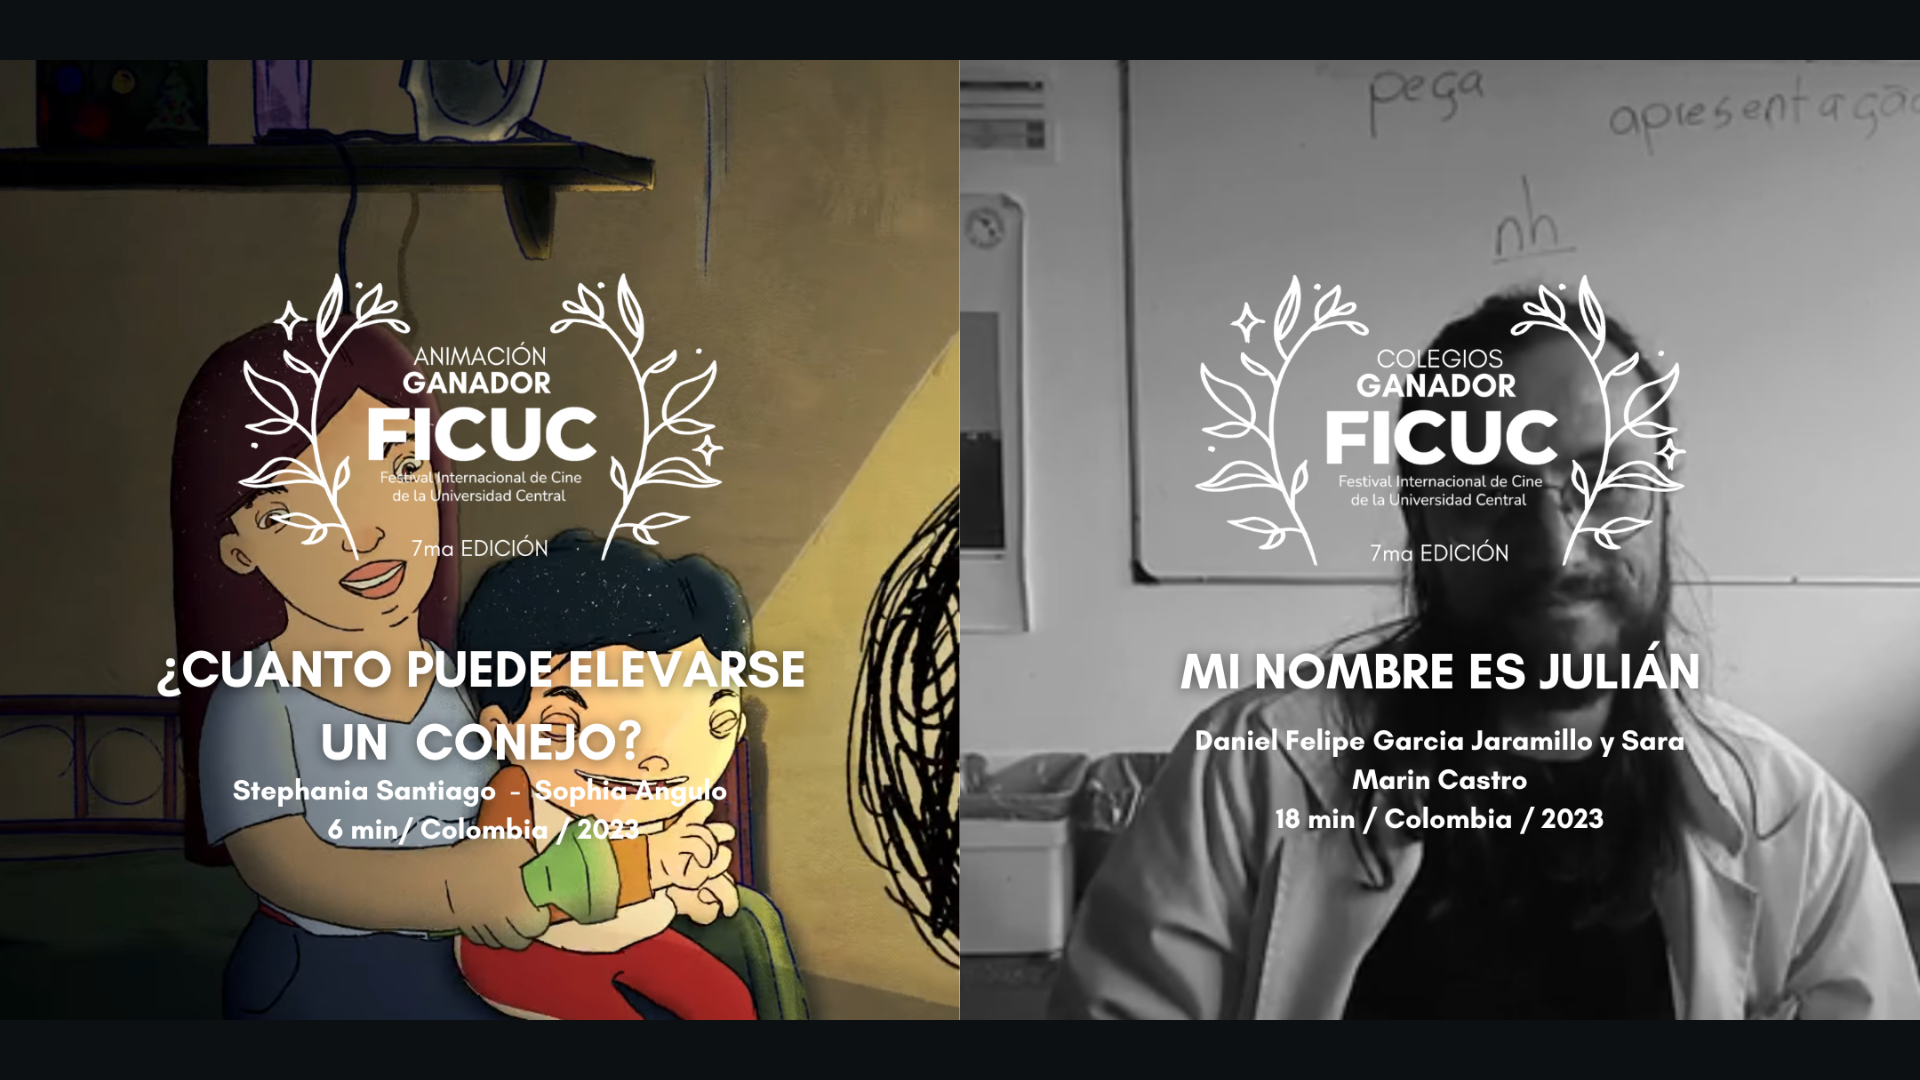 ANIMACIÓN
GANADOR
FICUC
Festival Internacional de Cine
de la Universidad Central
7ma EDICIÓN
¿CUANTO PUEDE ELEVARSE
UN CONEJO?
Stephania Santiago - Sophia Angulo
6 min/ Colombia / 2023
pega
apresentação
nh
COLEGIOS
GANADOR
FICUC
Festival Internacional de Cine
de la Universidad Central
7ma EDICIÓN
MI NOMBRE ES JULIÁN
Daniel Felipe Garcia Jaramillo y Sara
Marin Castro
18 min / Colombia / 2023